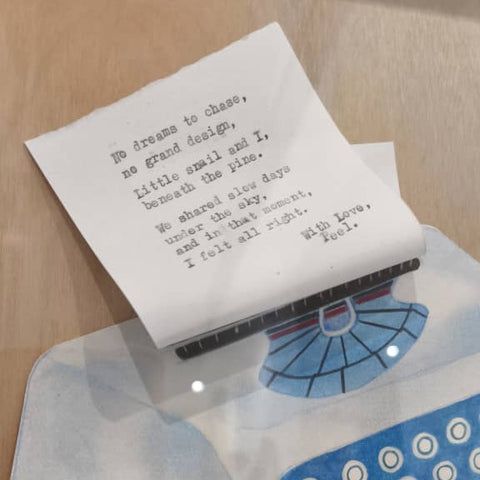 No dreams to chase,
no grand design,
Little snail and I,
beneath the pine.
We shared slow days
under the sky,
and in that moment,
I felt all right.
With Love,
Peel.